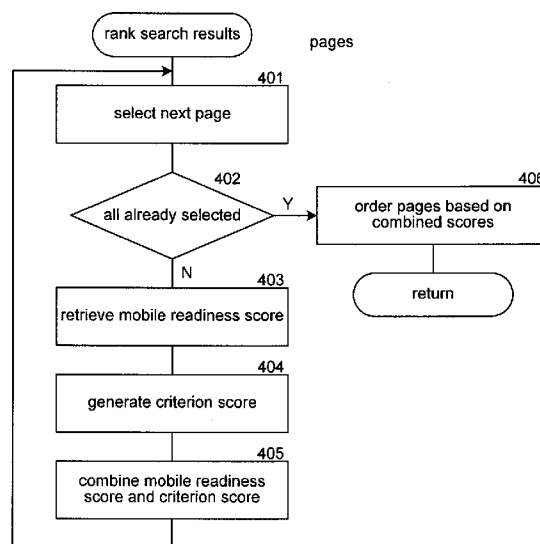 rank search results
pages
401
select next page
402
all already selected
Y
N
406
order pages based on
combined scores
return
403
retrieve mobile readiness score
404
generate criterion score
405
combine mobile readiness
score and criterion score